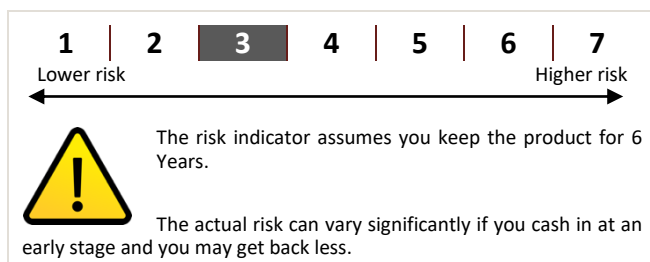 1 2 3 4 5 6 7
Lower risk Higher risk
The risk indicator assumes you keep the product for 6
Years.
The actual risk can vary significantly if you cash in at an
early stage and you may get back less.